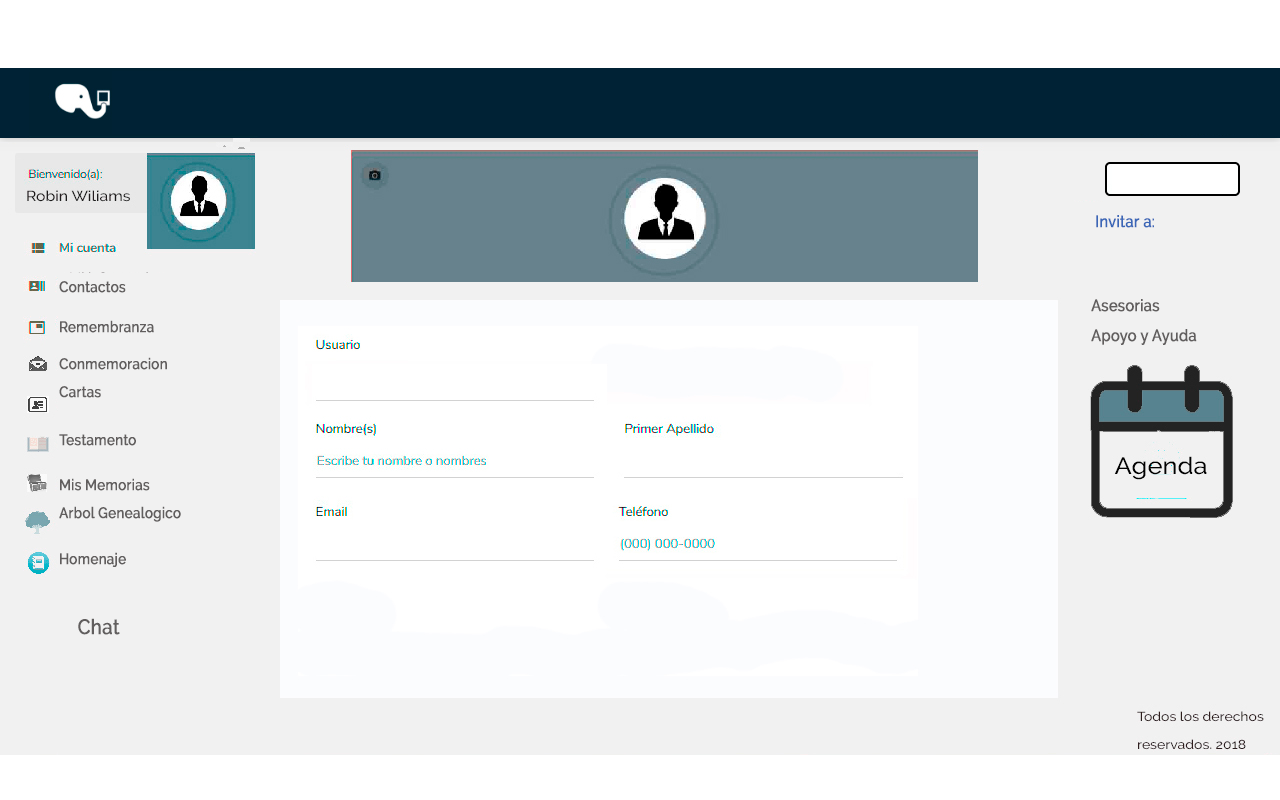 Bienvenido(a):
Robin Wiliams
Mi cuenta
Contactos
Remembranza
Conmemoracion
Cartas
Testamento
Mis Memorias
Arbol Genealogico
Homenaje
Chat
Usuario
Nombre(s)
Primer Apellido
Escribe tu nombre o nombres
Email
Teléfono
(000) 000-0000
Invitar a:
Asesorias
Apoyo y Ayuda
Agenda
Todos los derechos
reservados. 2018